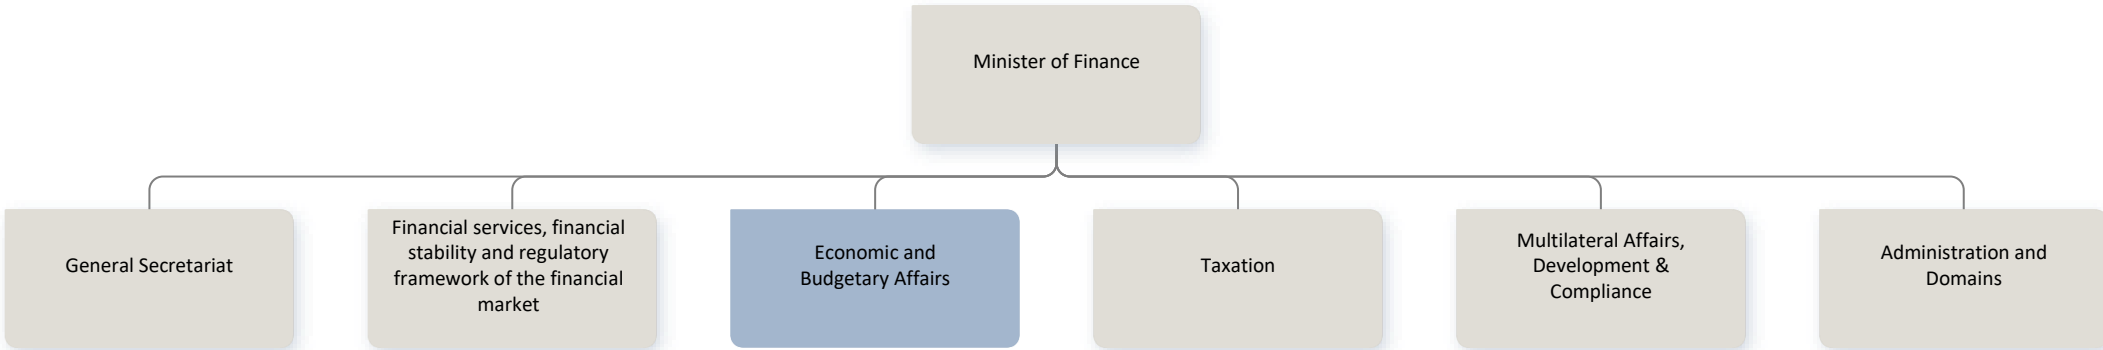 Minister of Finance
General Secretariat
Financial services, financial
stability and regulatory
framework of the financial
market
Economic and
Budgetary Affairs
Taxation
Multilateral Affairs,
Development &
Compliance
Administration and
Domains